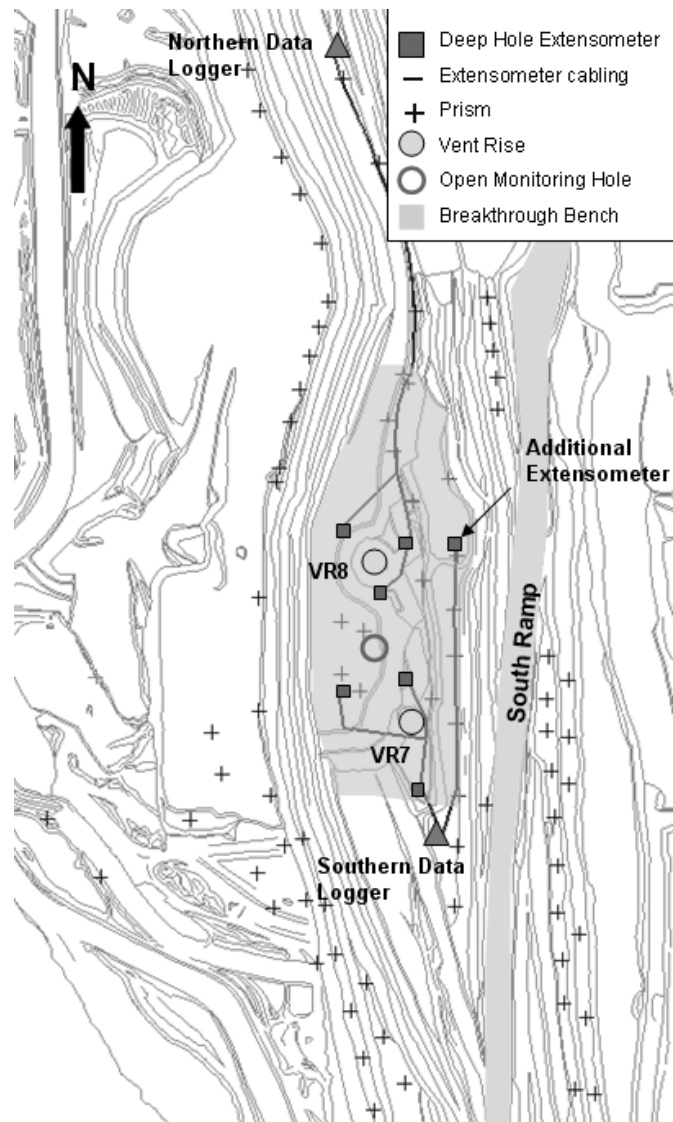 Northern Data
Logger
N
Deep Hole Extensometer
Extensometer cabling
Prism
Vent Rise
Open Monitoring Hole
Breakthrough Bench
Additional
Extensometer
VR8
South Ramp
VR7
Southern Data
Logger